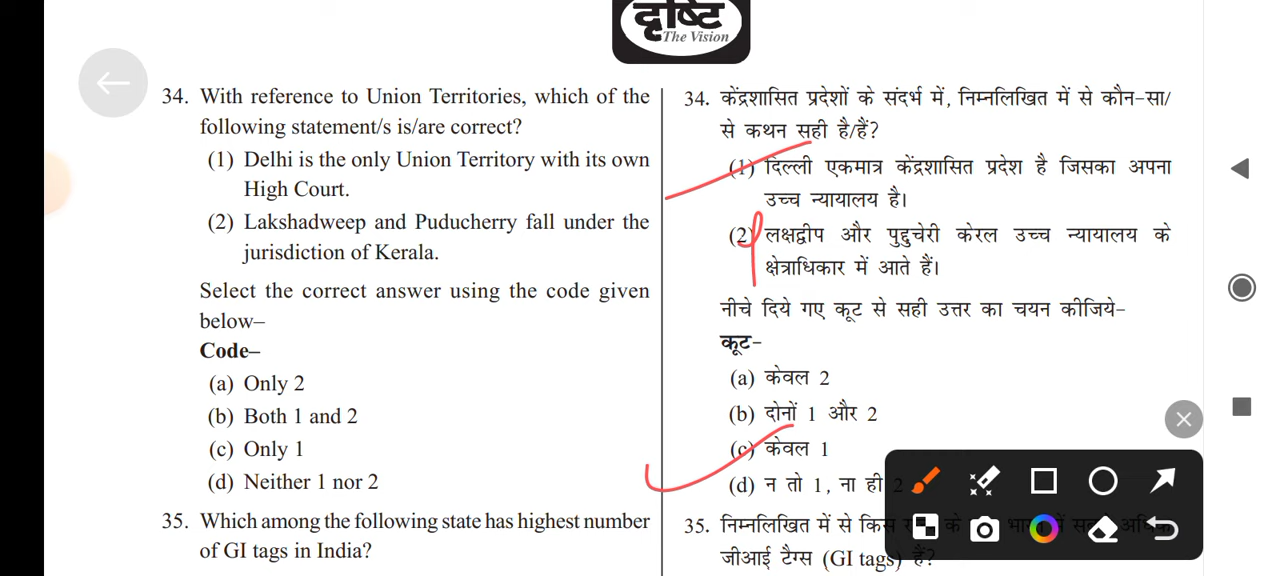 दृष्टि
The Vision
34. With reference to Union Territories, which of the
following statement/s is/are correct?
(1) Delhi is the only Union Territory with its own
High Court.
(2) Lakshadweep and Puducherry fall under the
jurisdiction of Kerala.
Select the correct answer using the code given
below–
Code–
(a) Only 2
(b) Both 1 and 2
(c) Only 1
(d) Neither 1 nor 2
35. Which among the following state has highest number
of GI tags in India?
34. केंद्रशासित प्रदेशों के संदर्भ में, निम्नलिखित में से कौन-सा/
से कथन सही है/हैं?
(1) दिल्ली एकमात्र केंद्रशासित प्रदेश है जिसका अपना
उच्च न्यायालय है।
(2) लक्षद्वीप और पुद्दुचेरी केरल उच्च न्यायालय के
क्षेत्राधिकार में आते हैं।
नीचे दिये गए कूट से सही उत्तर का चयन कीजिये–
कूट–
(a) केवल 2
(b) दोनों 1 और 2
(c) केवल 1
(d) न तो 1, ना ही 2
35. निम्नलिखित में से किस के
जीआई टैग्स (GI tags) हैं?